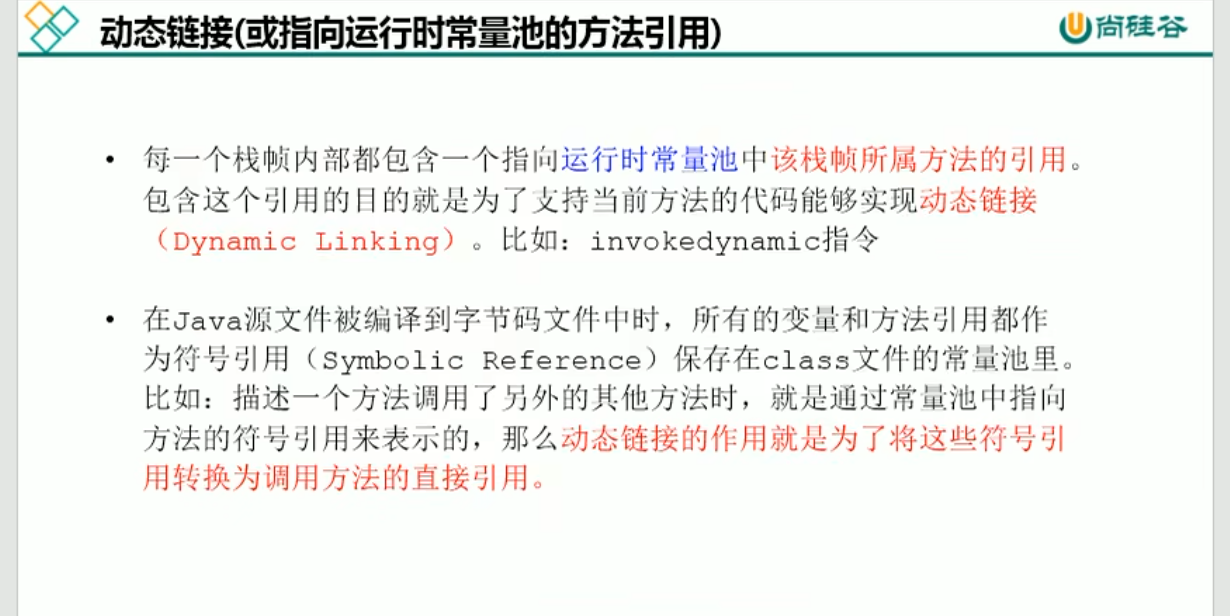 动态链接(或指向运行时常量池的方法引用)
尚硅谷
• 每一个栈帧内部都包含一个指向运行时常量池中该栈帧所属方法的引用。
包含这个引用的目的就是为了支持当前方法的代码能够实现动态链接
（Dynamic Linking）。比如：invokedynamic指令
• 在Java源文件被编译到字节码文件中时，所有的变量和方法引用都作
为符号引用（Symbolic Reference）保存在class文件的常量池里。
比如：描述一个方法调用了另外的其他方法时，就是通过常量池中指向
方法的符号引用来表示的，那么动态链接的作用就是为了将这些符号引
用转换为调用方法的直接引用。